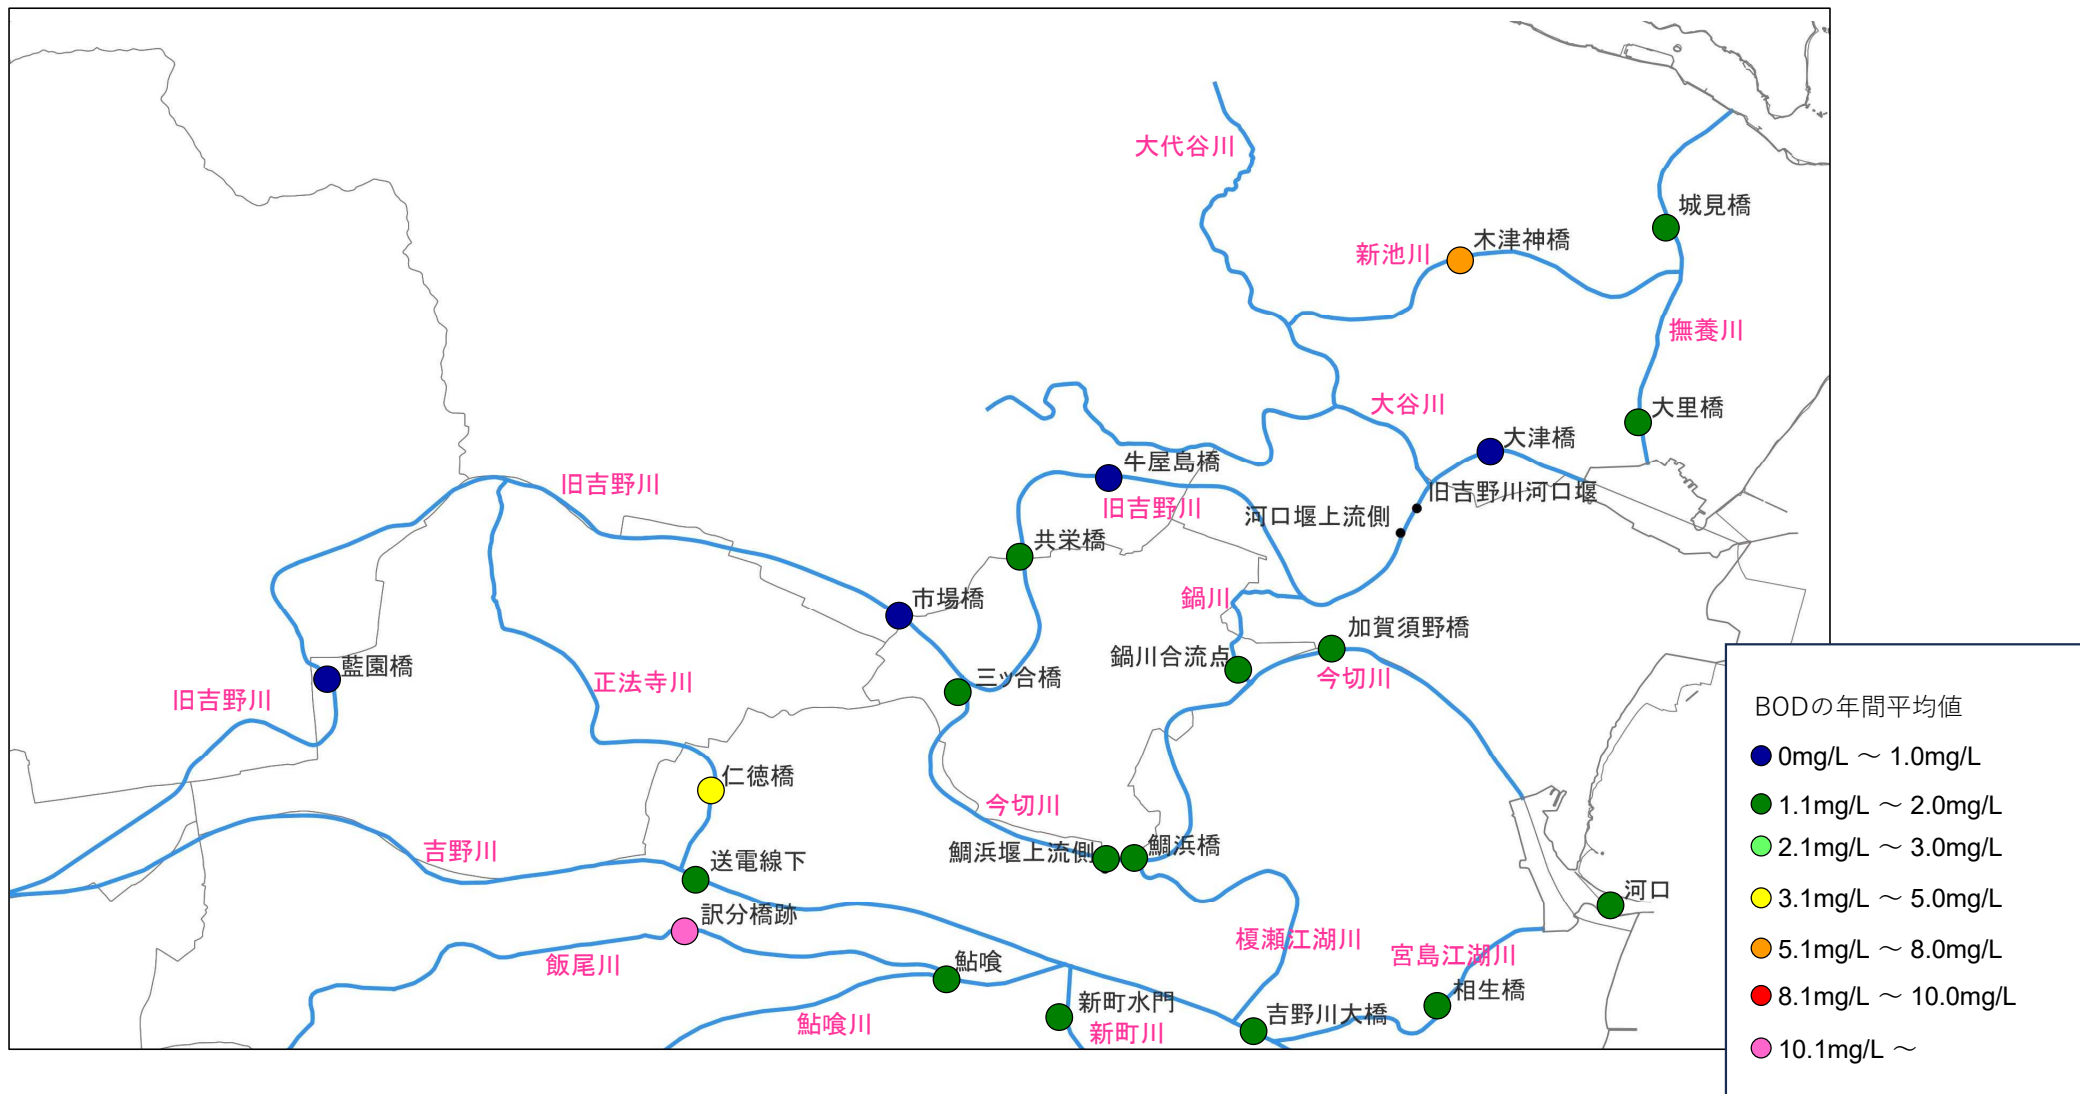 大代谷川
城見橋
木津神橋
新池川
撫養川
大谷川
大里橋
大津橋
牛屋島橋
旧吉野川
旧吉野川
旧吉野川河口堰
河口堰上流側
共栄橋
市場橋
鍋川
加賀須野橋
鍋川合流点
今切川
藍園橋
三ッ合橋
正法寺川
旧吉野川
仁徳橋
今切川
吉野川
送電線下
鯛浜堰上流側
鯛浜橋
河口
訳分橋跡
飯尾川
榎瀬江湖川
宮島江湖川
鮎喰
新町水門
相生橋
鮎喰川
新町川
吉野川大橋
BODの年間平均値
0mg/L ～ 1.0mg/L
1.1mg/L ～ 2.0mg/L
2.1mg/L ～ 3.0mg/L
3.1mg/L ～ 5.0mg/L
5.1mg/L ～ 8.0mg/L
8.1mg/L ～ 10.0mg/L
10.1mg/L ～